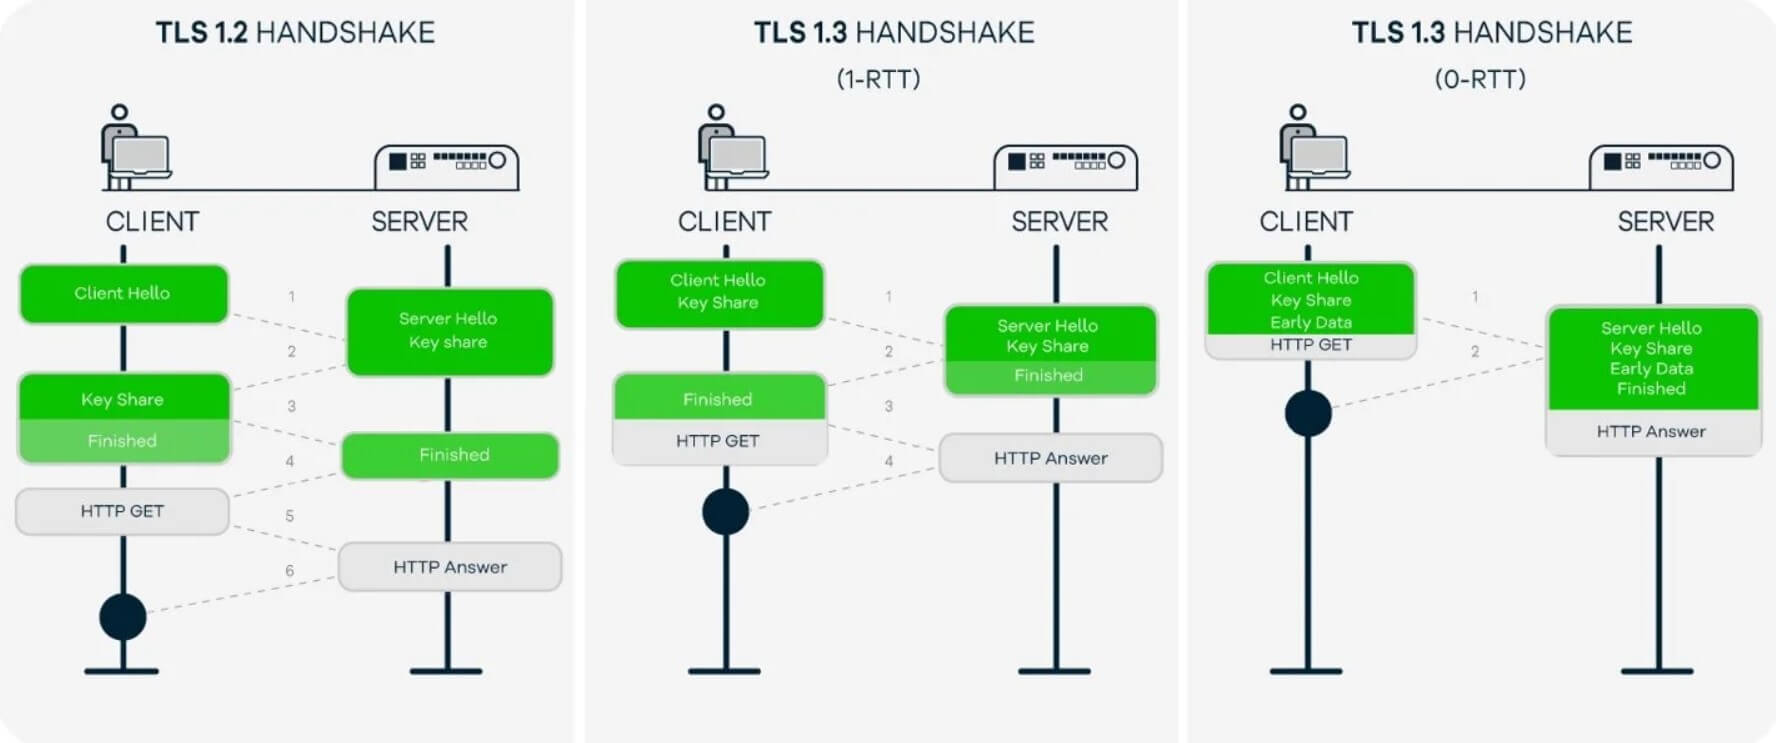 TLS 1.2 HANDSHAKE
CLIENT
SERVER
Client Hello
1
Server Hello
Key share
2
Key Share
Finished
3
Finished
4
HTTP GET
5
HTTP Answer
6
TLS 1.3 HANDSHAKE
(1-RTT)
CLIENT
SERVER
Client Hello
Key Share
1
Server Hello
Key Share
Finished
2
Finished
HTTP GET
3
HTTP Answer
4
TLS 1.3 HANDSHAKE
(0-RTT)
CLIENT
SERVER
Client Hello
Key Share
Early Data
HTTP GET
1
Server Hello
Key Share
Early Data
Finished
HTTP Answer
2